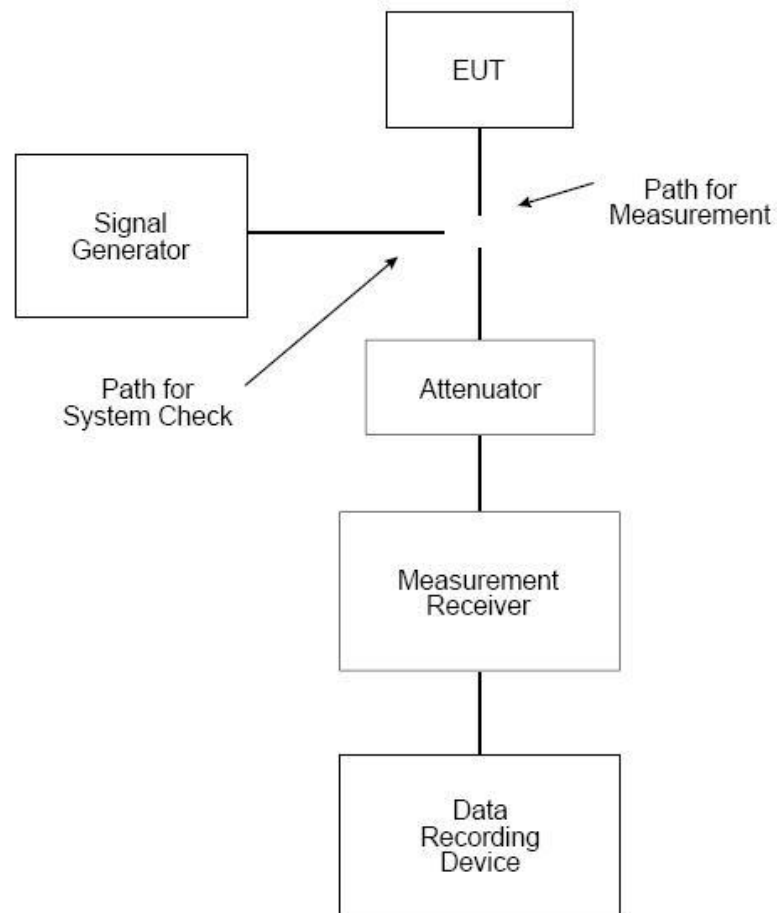 EUT
Signal
Generator
Path for
Measurement
Path for
System Check
Attenuator
Measurement
Receiver
Data
Recording
Device